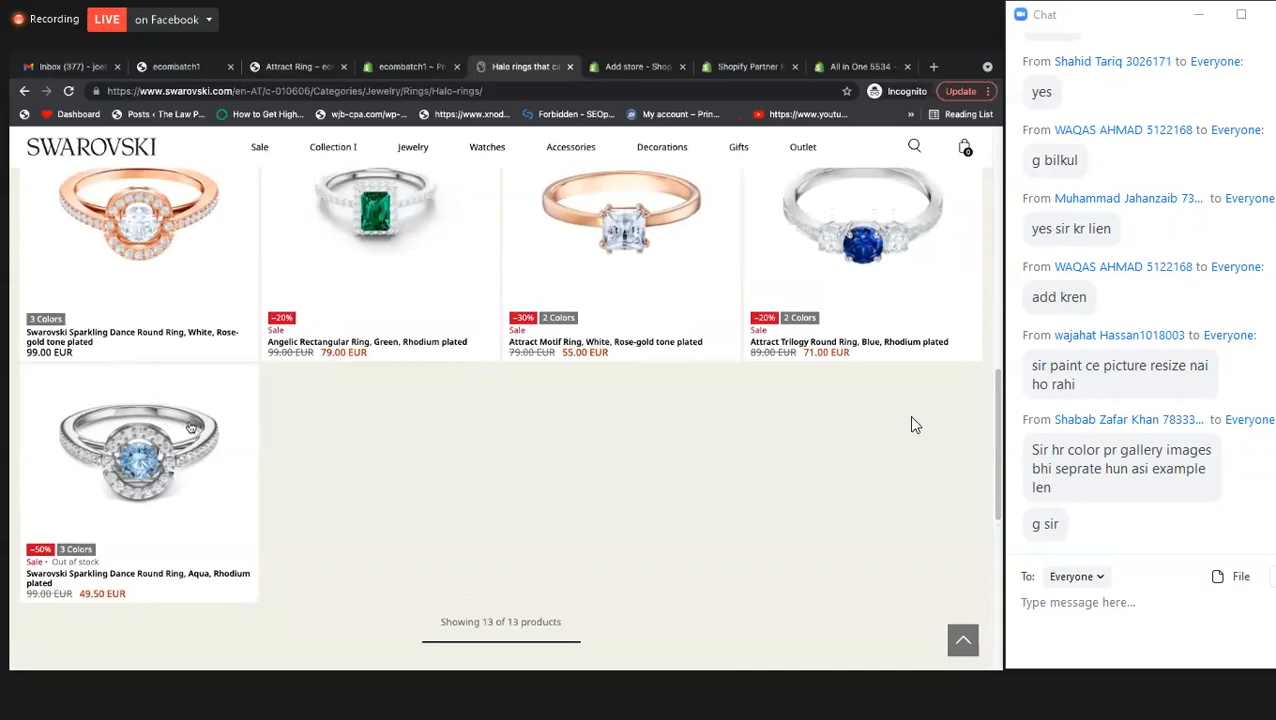 Recording LIVE on Facebook
Inbox (377) – joe
ecombatch1
Attract Ring – eco
ecombatch1 ~ Pr
Halo rings that ca
Add store - Shop
Shopify Partner
All in One 5534 -
https://www.swarovski.com/en-AT/c-010606/Categories/Jewelry/Rings/Halo-rings/
Incognito
Update
Dashboard
Posts ‹ The Law P...
How to Get High...
wjb-cpa.com/wp-...
https://www.xnod...
Forbidden - SEOp...
My account – Prin...
https://www.youtu...
»
Reading List
SWAROVSKI
Sale
Collection I
Jewelry
Watches
Accessories
Decorations
Gifts
Outlet
0
3 Colors
Swarovski Sparkling Dance Round Ring, White, Rose-
gold tone plated
99.00 EUR
–20%
Sale
Angelic Rectangular Ring, Green, Rhodium plated
99.00 EUR 79.00 EUR
–30% 2 Colors
Sale
Attract Motif Ring, White, Rose-gold tone plated
79.00 EUR 55.00 EUR
–20% 2 Colors
Sale
Attract Trilogy Round Ring, Blue, Rhodium plated
89.00 EUR 71.00 EUR
–50% 3 Colors
Sale • Out of stock
Swarovski Sparkling Dance Round Ring, Aqua, Rhodium
plated
99.00 EUR 49.50 EUR
Showing 13 of 13 products
Chat
From Shahid Tariq 3026171 to Everyone:
yes
From WAQAS AHMAD 5122168 to Everyone:
g bilkul
From Muhammad Jahanzaib 73... to Everyone
yes sir kr lien
From WAQAS AHMAD 5122168 to Everyone:
add kren
From wajahat Hassan1018003 to Everyone:
sir paint ce picture resize nai
ho rahi
From Shabab Zafar Khan 78333... to Everyone
Sir hr color pr gallery images
bhi seprate hun asi example
len
g sir
To: Everyone
File
Type message here...